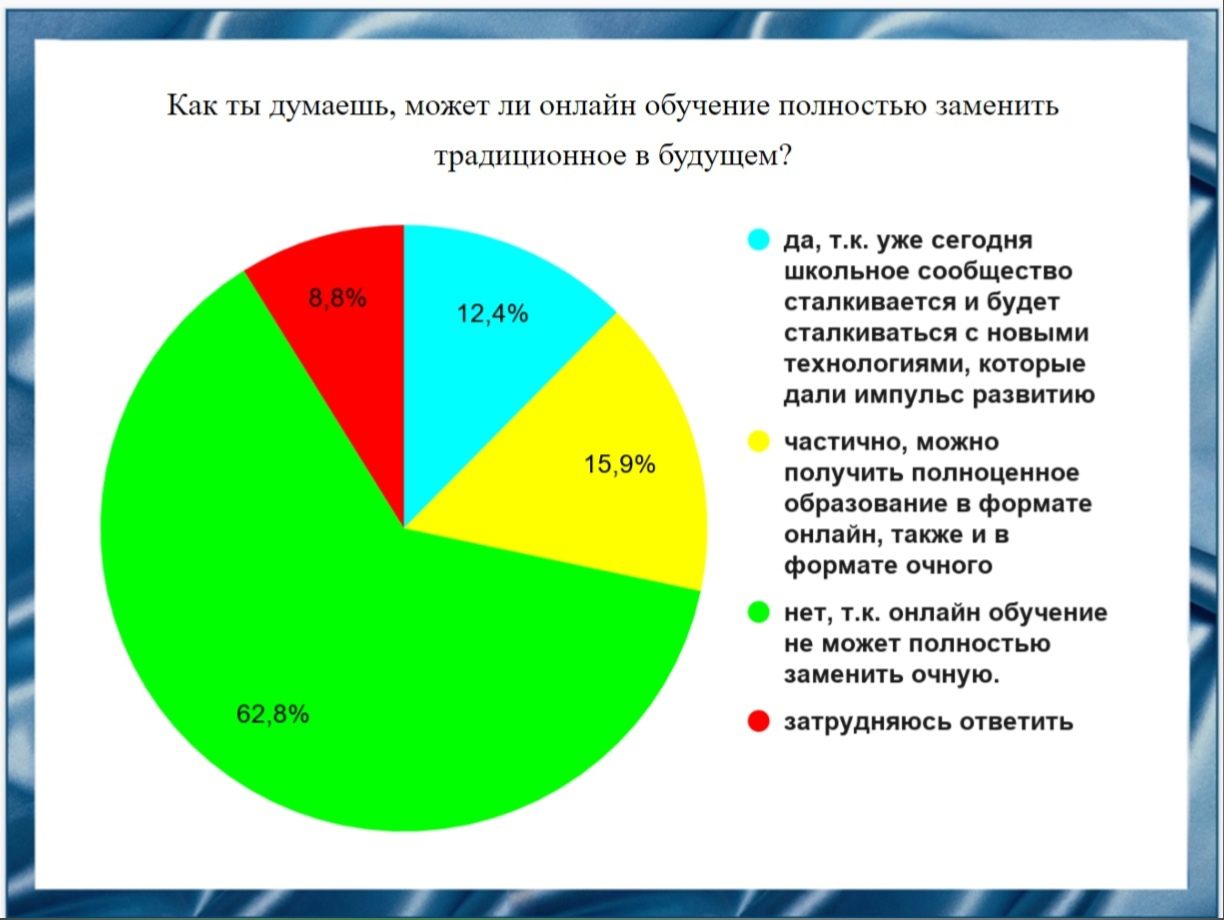 Как ты думаешь, может ли онлайн обучение полностью заменить
традиционное в будущем?
8,8%
12,4%
15,9%
62,8%
да, т.к. уже сегодня
школьное сообщество
сталкивается и будет
сталкиваться с новыми
технологиями, которые
дали импульс развитию
частично, можно
получить полноценное
образование в формате
онлайн, также и в
формате очного
нет, т.к. онлайн обучение
не может полностью
заменить очную.
затрудняюсь ответить